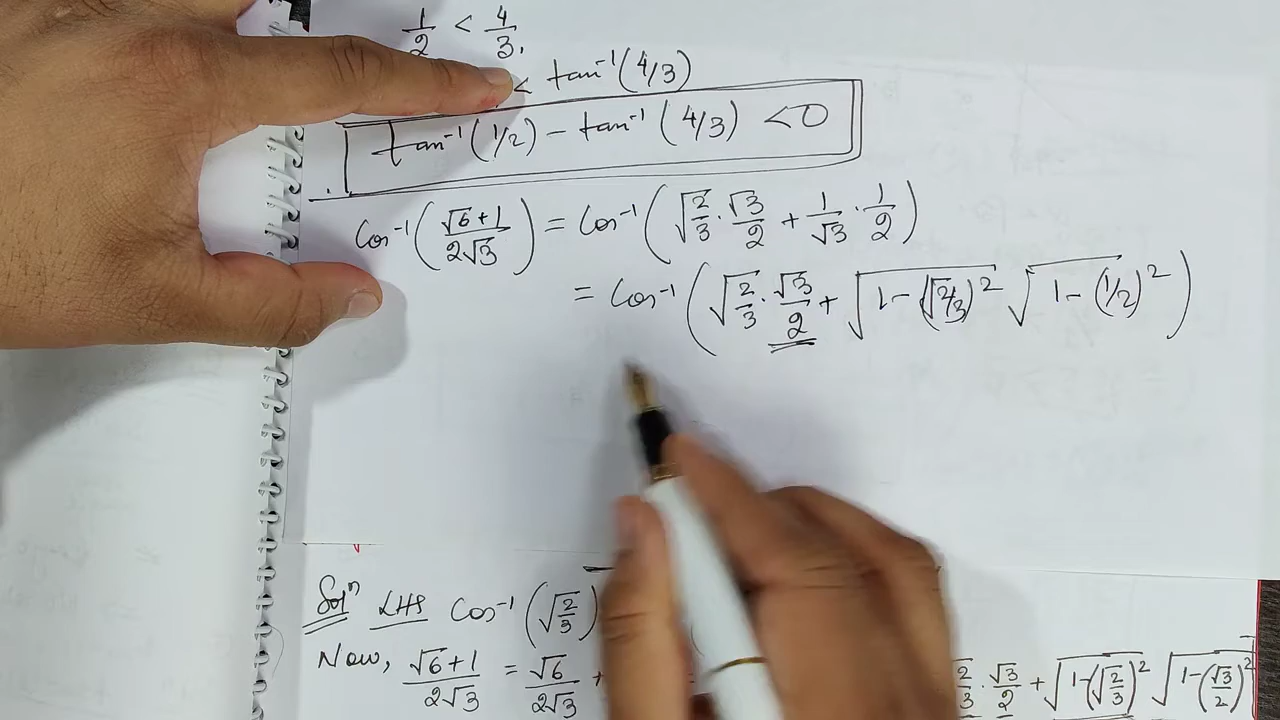 1/2 < 4/3.
< tan⁻¹(4/3)
tan⁻¹(1/2) − tan⁻¹(4/3) < 0
Cos⁻¹((√6+1)/(2√3)) = Cos⁻¹(√(2/3) · √3/2 + 1/√3 · 1/2)
= Cos⁻¹(√(2/3) · √3/2 + √(1−(√(2/3))²) √(1−(1/2)²))
Solⁿ LHS Cos⁻¹(√(2/3))
Now, (√6+1)/(2√3) = √6/(2√3) + 2/3 · √3/2 + √(1−(√(2/3))²) √(1−(√3/2)²)